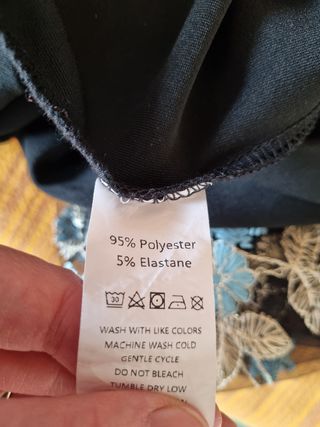 95% Polyester
5% Elastane
30
WASH WITH LIKE COLORS
MACHINE WASH COLD
GENTLE CYCLE
DO NOT BLEACH
TUMBLE DRY LOW